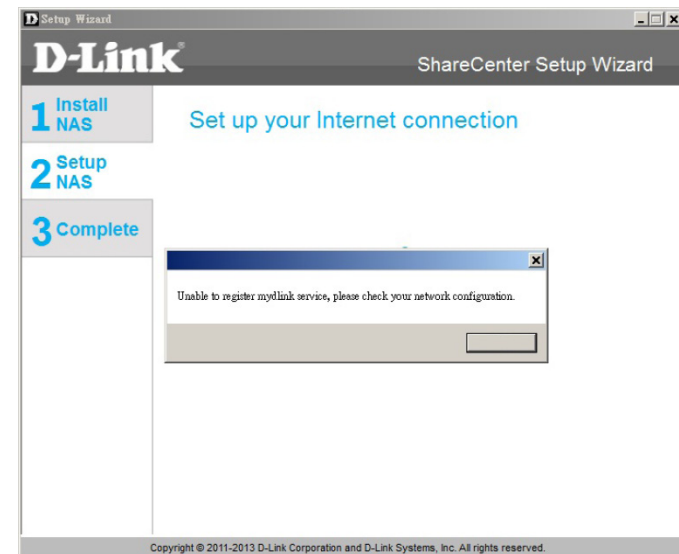 Setup Wizard
D-Link®
ShareCenter Setup Wizard
1 Install NAS
Set up your Internet connection
2 Setup NAS
3 Complete
Unable to register mydlink service, please check your network configuration.
Copyright © 2011-2013 D-Link Corporation and D-Link Systems, Inc. All rights reserved.